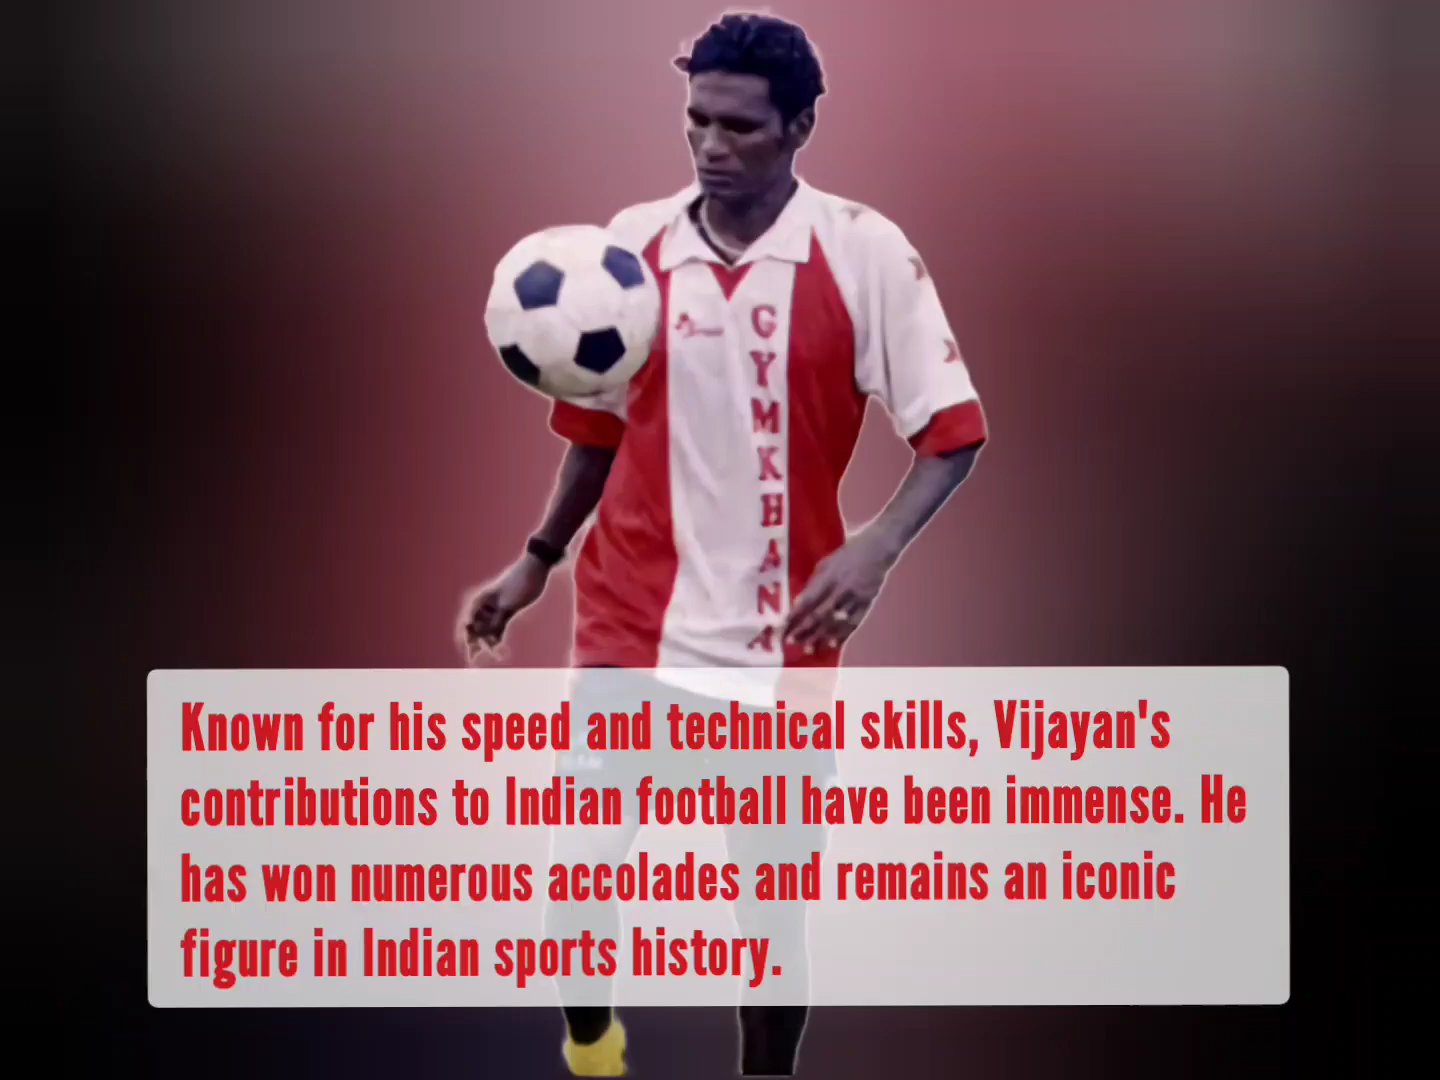 GYMKHANA
Known for his speed and technical skills, Vijayan's
contributions to Indian football have been immense. He
has won numerous accolades and remains an iconic
figure in Indian sports history.